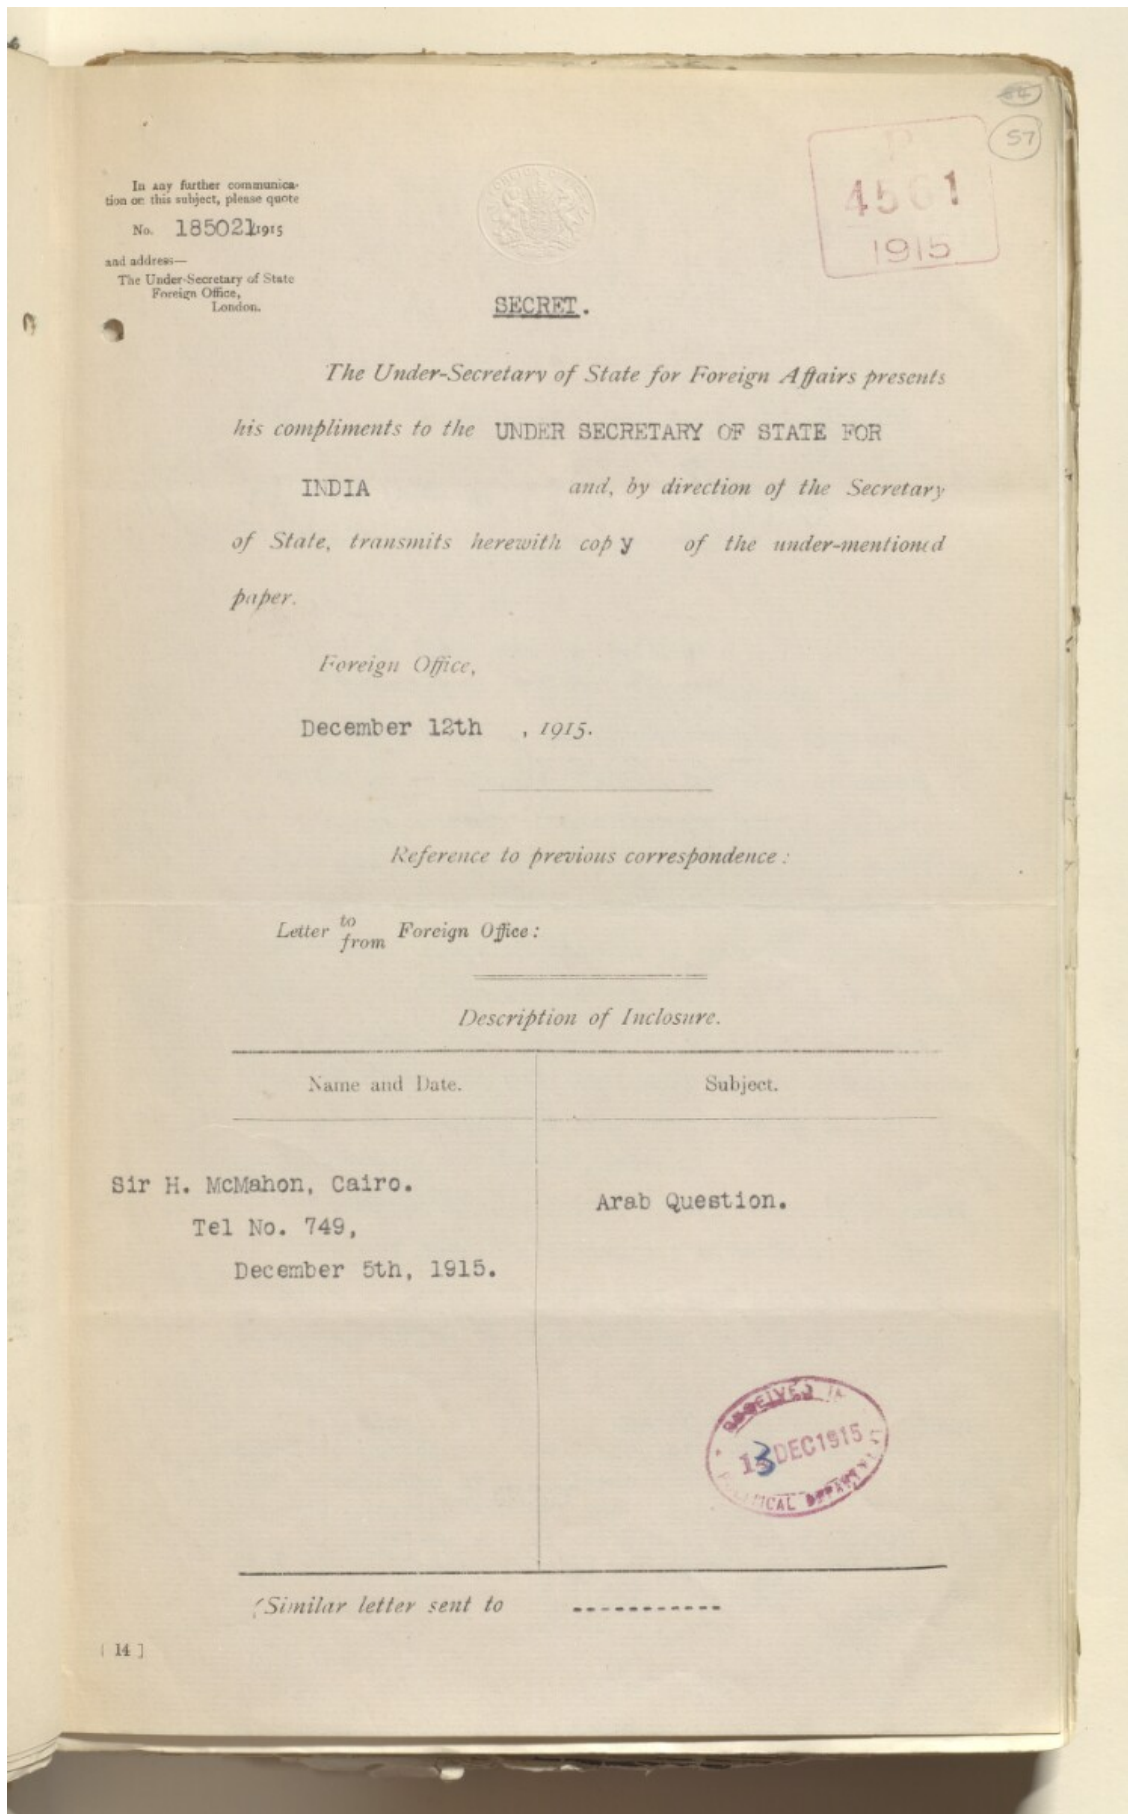 57
P
4561
1915
In any further communica-
tion on this subject, please quote
No. 185021/1915
and address—
The Under-Secretary of State
Foreign Office,
London.
SECRET.
The Under-Secretary of State for Foreign Affairs presents
his compliments to the UNDER SECRETARY OF STATE FOR
INDIA and, by direction of the Secretary
of State, transmits herewith copy of the under-mentioned
paper.
Foreign Office,
December 12th , 1915.
Reference to previous correspondence :
Letter to
from Foreign Office :
Description of Inclosure.
Name and Date. Subject.
Sir H. McMahon, Cairo. Arab Question.
Tel No. 749,
December 5th, 1915.
RECEIVED IN
13 DEC 1915
POLITICAL DEPARTMENT
(Similar letter sent to -----------
[ 14 ]